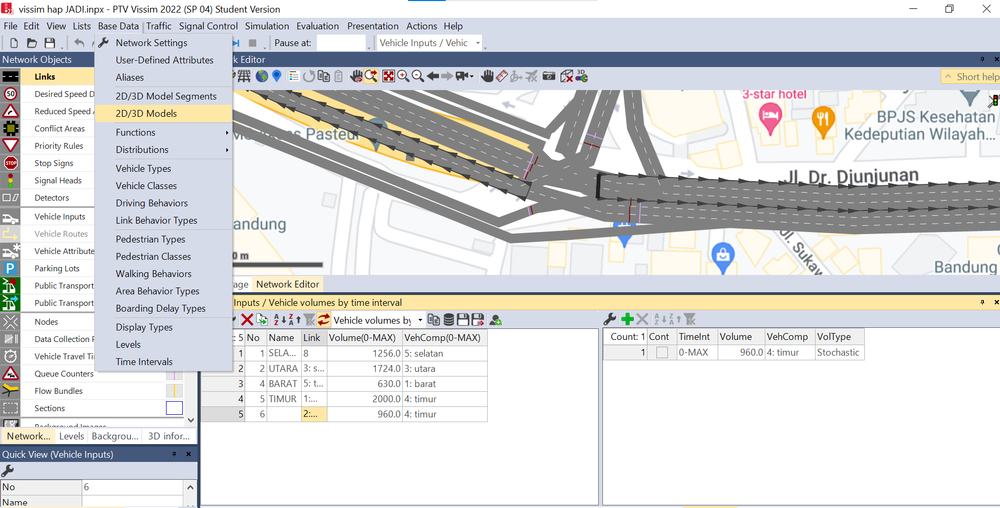 vissim hap JADI.inpx - PTV Vissim 2022 (SP 04) Student Version
File Edit View Lists Base Data Traffic Signal Control Simulation Evaluation Presentation Actions Help
Pause at: Vehicle Inputs / Vehic
Network Objects
Links
Desired Speed D
Reduced Speed A
Conflict Areas
Priority Rules
Stop Signs
Signal Heads
Detectors
Vehicle Inputs
Vehicle Routes
Vehicle Attribute
Parking Lots
Public Transport
Public Transport
Nodes
Data Collection P
Vehicle Travel Ti
Queue Counters
Flow Bundles
Sections
Background Images
50
STOP
P
Network... Levels Backgrou... 3D infor...
Quick View (Vehicle Inputs)
No 6
Name
Network Settings
User-Defined Attributes
Aliases
2D/3D Model Segments
2D/3D Models
Functions
Distributions
Vehicle Types
Vehicle Classes
Driving Behaviors
Link Behavior Types
Pedestrian Types
Pedestrian Classes
Walking Behaviors
Area Behavior Types
Boarding Delay Types
Display Types
Levels
Time Intervals
rk Editor
3D
Short help
3-star hotel
BPJS Kesehatan
Kedeputian Wilayah...
Pasteur
Jl. Dr. Djunjunan
andung
Jl. Sukaw
Bandung
0 m
age Network Editor
Inputs / Vehicle volumes by time interval
Vehicle volumes by
: 5 No Name Link Volume(0-MAX) VehComp(0-MAX)
1 1 SELA... 8 1256.0 5: selatan
2 2 UTARA 3: s... 1724.0 3: utara
3 4 BARAT 5: t... 630.0 1: barat
4 5 TIMUR 1:... 2000.0 4: timur
5 6 2:... 960.0 4: timur
Count: 1 Cont TimeInt Volume VehComp VolType
1 0-MAX 960.0 4: timur Stochastic